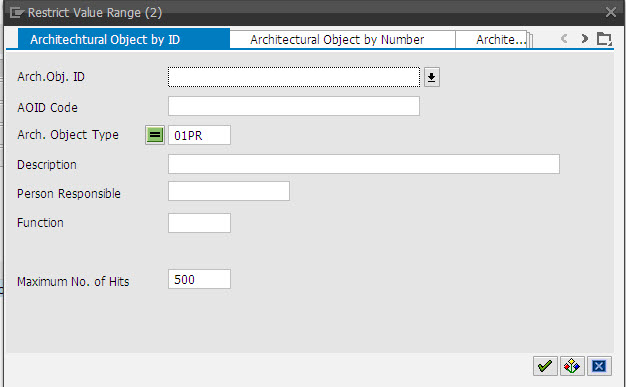 Restrict Value Range (2)
Architechtural Object by ID
Architectural Object by Number
Archite...
Arch.Obj. ID
AOID Code
Arch. Object Type
01PR
Description
Person Responsible
Function
Maximum No. of Hits
500